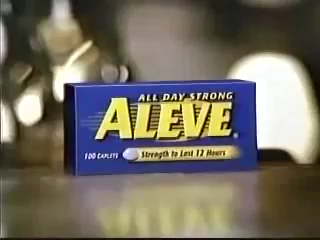 ALL DAY STRONG
ALEVE®
100 CAPLETS
Strength to Last 12 Hours